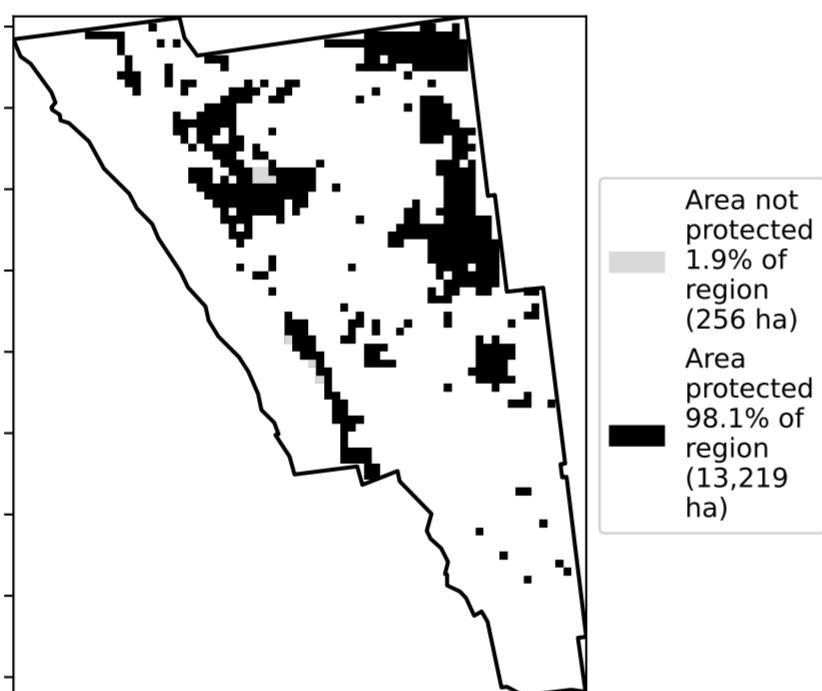 Area not
protected
1.9% of
region
(256 ha)
Area
protected
98.1% of
region
(13,219
ha)